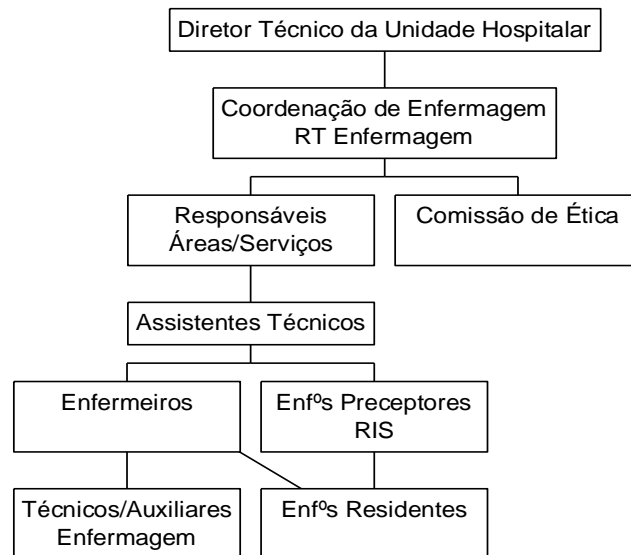 Diretor Técnico da Unidade Hospitalar
Coordenação de Enfermagem
RT Enfermagem
Responsáveis
Áreas/Serviços
Comissão de Ética
Assistentes Técnicos
Enfermeiros
Enfºs Preceptores
RIS
Técnicos/Auxiliares
Enfermagem
Enfºs Residentes